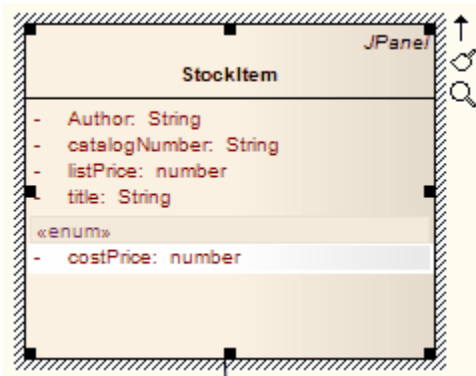 JPanel
StockItem
- Author: String
- catalogNumber: String
- listPrice: number
- title: String
«enum»
- costPrice: number